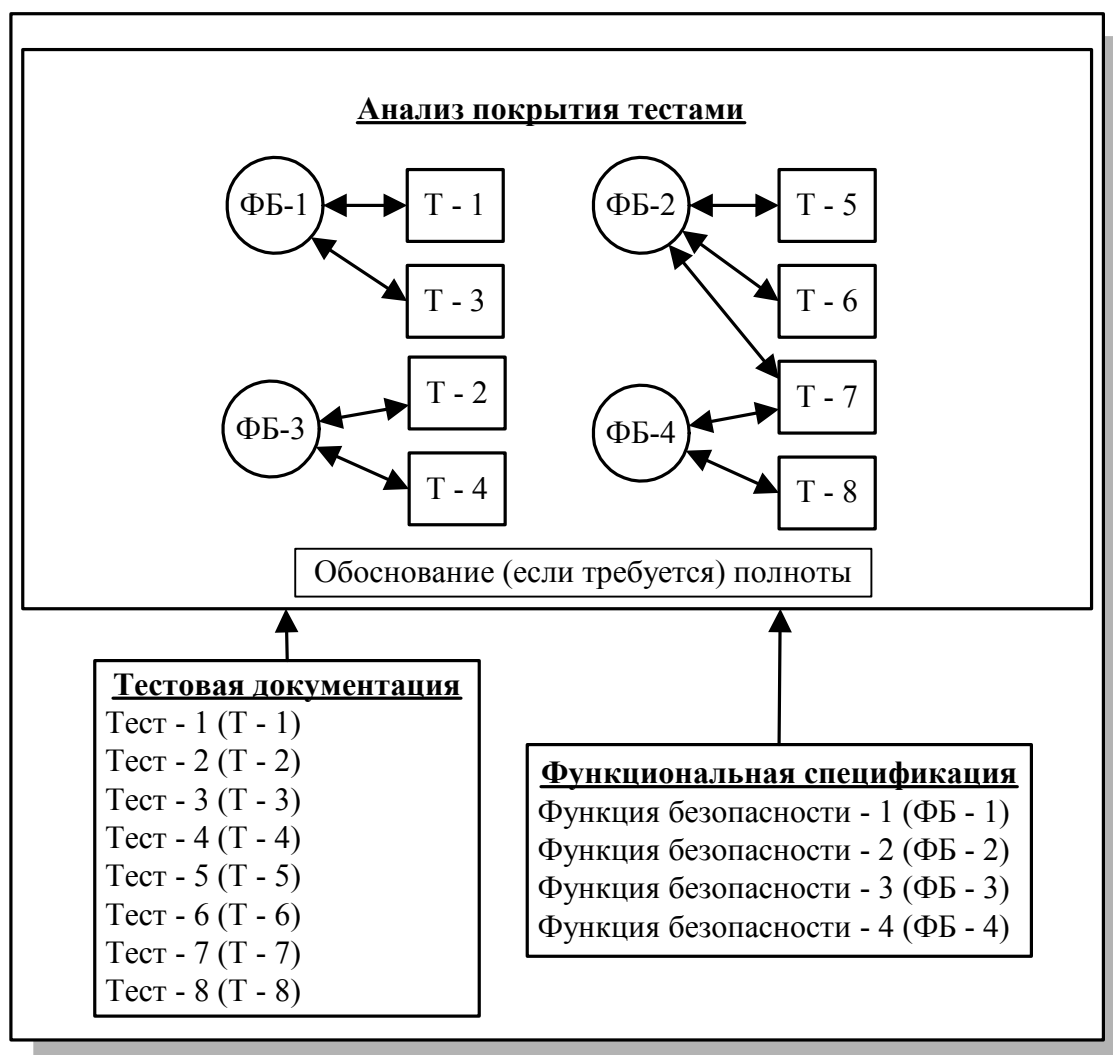 Анализ покрытия тестами
ФБ-1
Т - 1
ФБ-2
Т - 5
Т - 3
Т - 6
ФБ-3
Т - 2
ФБ-4
Т - 7
Т - 4
Т - 8
Обоснование (если требуется) полноты
Тестовая документация
Тест - 1 (Т - 1)
Тест - 2 (Т - 2)
Тест - 3 (Т - 3)
Тест - 4 (Т - 4)
Тест - 5 (Т - 5)
Тест - 6 (Т - 6)
Тест - 7 (Т - 7)
Тест - 8 (Т - 8)
Функциональная спецификация
Функция безопасности - 1 (ФБ - 1)
Функция безопасности - 2 (ФБ - 2)
Функция безопасности - 3 (ФБ - 3)
Функция безопасности - 4 (ФБ - 4)